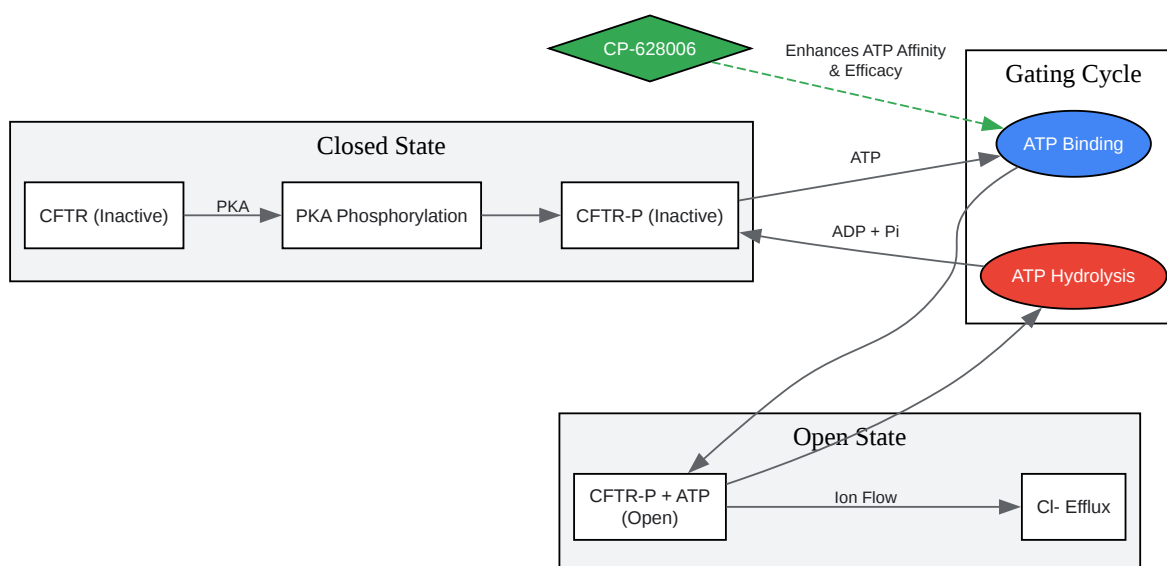 CP-628006
Enhances ATP Affinity
& Efficacy
Gating Cycle
ATP Binding
ATP Hydrolysis
Closed State
CFTR (Inactive)
PKA
PKA Phosphorylation
CFTR-P (Inactive)
ATP
ADP + Pi
Open State
CFTR-P + ATP
(Open)
Ion Flow
Cl- Efflux